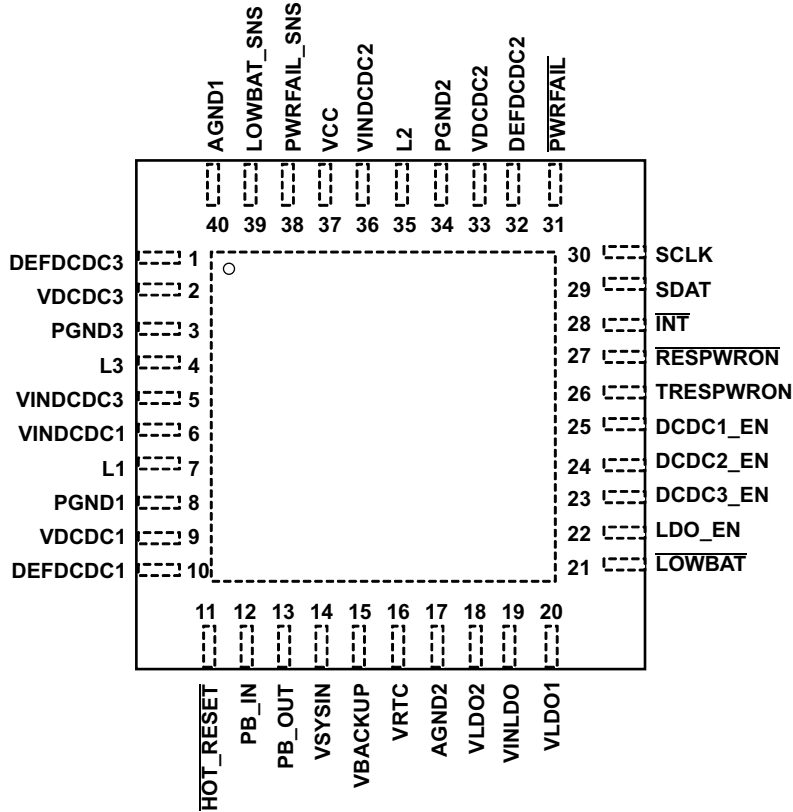 AGND1
LOWBAT_SNS
PWRFAIL_SNS
VCC
VINDCDC2
L2
PGND2
VDCDC2
DEFDCDC2
PWRFAIL
40 39 38 37 36 35 34 33 32 31
DEFDCDC3 1
VDCDC3 2
PGND3 3
L3 4
VINDCDC3 5
VINDCDC1 6
L1 7
PGND1 8
VDCDC1 9
DEFDCDC1 10
30 SCLK
29 SDAT
28 INT
27 RESPWRON
26 TRESPWRON
25 DCDC1_EN
24 DCDC2_EN
23 DCDC3_EN
22 LDO_EN
21 LOWBAT
11 12 13 14 15 16 17 18 19 20
HOT_RESET
PB_IN
PB_OUT
VSYSIN
VBACKUP
VRTC
AGND2
VLDO2
VINLDO
VLDO1